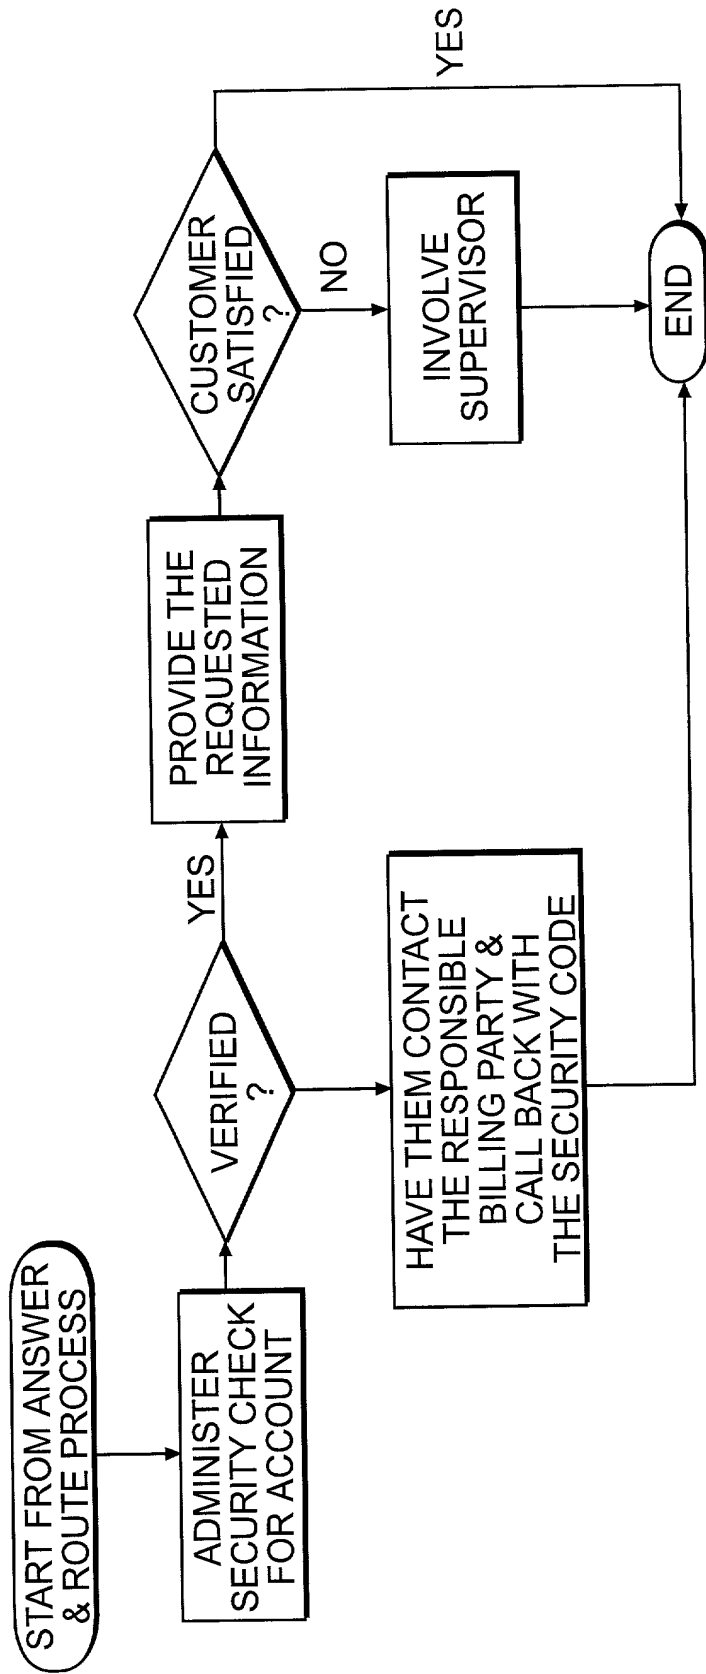 START FROM ANSWER
& ROUTE PROCESS
ADMINISTER
SECURITY CHECK
FOR ACCOUNT
VERIFIED
?
YES
HAVE THEM CONTACT
THE RESPONSIBLE
BILLING PARTY &
CALL BACK WITH
THE SECURITY CODE
PROVIDE THE
REQUESTED
INFORMATION
CUSTOMER
SATISFIED
?
NO
INVOLVE
SUPERVISOR
YES
END